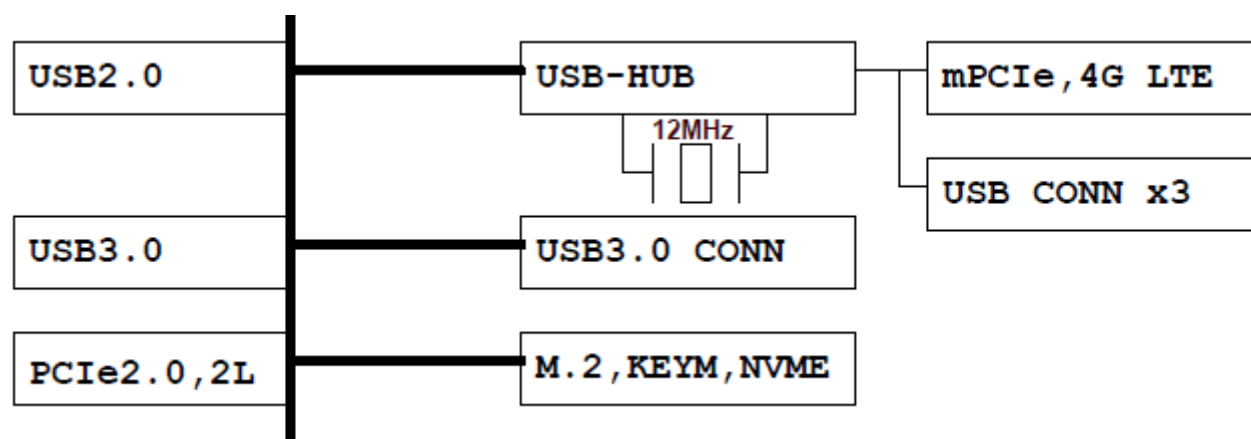 USB2.0
USB-HUB
mPCIe,4G LTE
12MHz
USB CONN x3
USB3.0
USB3.0 CONN
PCIe2.0,2L
M.2,KEYM,NVME